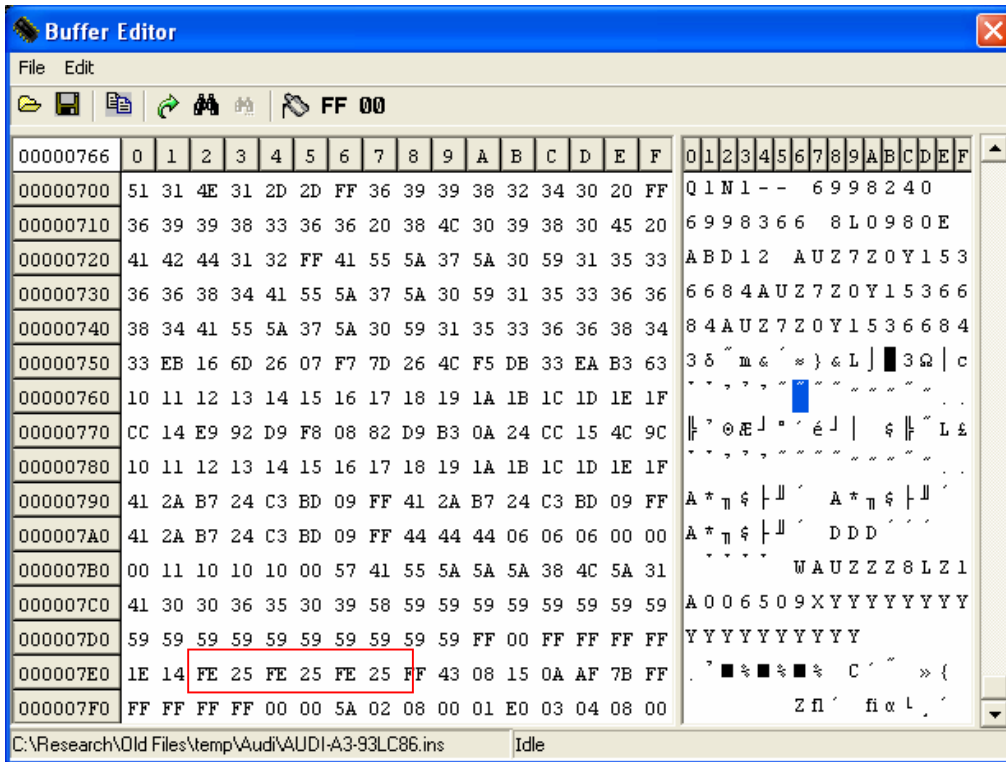 Buffer Editor
File Edit
FF 00
00000766 0 1 2 3 4 5 6 7 8 9 A B C D E F 0 1 2 3 4 5 6 7 8 9 A B C D E F
00000700 51 31 4E 31 2D 2D FF 36 39 39 38 32 34 30 20 FF Q1N1-- 6998240
00000710 36 39 39 38 33 36 36 20 38 4C 30 39 38 30 45 20 6998366 8L0980E
00000720 41 42 44 31 32 FF 41 55 5A 37 5A 30 59 31 35 33 ABD12 AUZ7Z0Y153
00000730 36 36 38 34 41 55 5A 37 5A 30 59 31 35 33 36 36 6684AUZ7Z0Y15366
00000740 38 34 41 55 5A 37 5A 30 59 31 35 33 36 36 38 34 84AUZ7Z0Y1536684
00000750 33 EB 16 6D 26 07 F7 7D 26 4C F5 DB 33 EA B3 63 3δ m& ≈}&L⌡█3Ω│c
00000760 10 11 12 13 14 15 16 17 18 19 1A 1B 1C 1D 1E 1F
00000770 CC 14 E9 92 D9 F8 08 82 D9 B3 0A 24 CC 15 4C 9C ╠ ΘÆ┘° é┘│ $╠ L£
00000780 10 11 12 13 14 15 16 17 18 19 1A 1B 1C 1D 1E 1F
00000790 41 2A B7 24 C3 BD 09 FF 41 2A B7 24 C3 BD 09 FF A*╖$├╜ A*╖$├╜
000007A0 41 2A B7 24 C3 BD 09 FF 44 44 44 06 06 06 00 00 A*╖$├╜ DDD
000007B0 00 11 10 10 10 00 57 41 55 5A 5A 5A 38 4C 5A 31 WAUZZZ8LZ1
000007C0 41 30 30 36 35 30 39 58 59 59 59 59 59 59 59 59 A006509XYYYYYYYY
000007D0 59 59 59 59 59 59 59 59 59 59 FF 00 FF FF FF FF YYYYYYYYYY
000007E0 1E 14 FE 25 FE 25 FE 25 FF 43 08 15 0A AF 7B FF ■%■%■% C »{
000007F0 FF FF FF FF 00 00 5A 02 08 00 01 E0 03 04 08 00 Zfl fiα└
C:\Research\Old Files\temp\Audi\AUDI-A3-93LC86.ins Idle